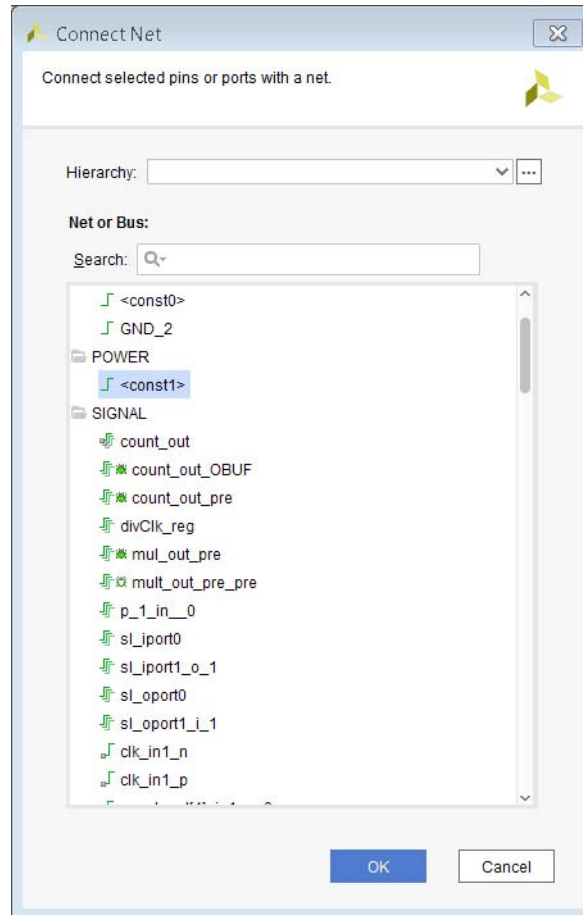 Connect Net
Connect selected pins or ports with a net.
Hierarchy:
...
Net or Bus:
Search:
<const0>
GND_2
POWER
<const1>
SIGNAL
count_out
count_out_OBUF
count_out_pre
divClk_reg
mul_out_pre
mult_out_pre_pre
p_1_in__0
sl_iport0
sl_iport1_o_1
sl_oport0
sl_oport1_i_1
clk_in1_n
clk_in1_p
OK Cancel